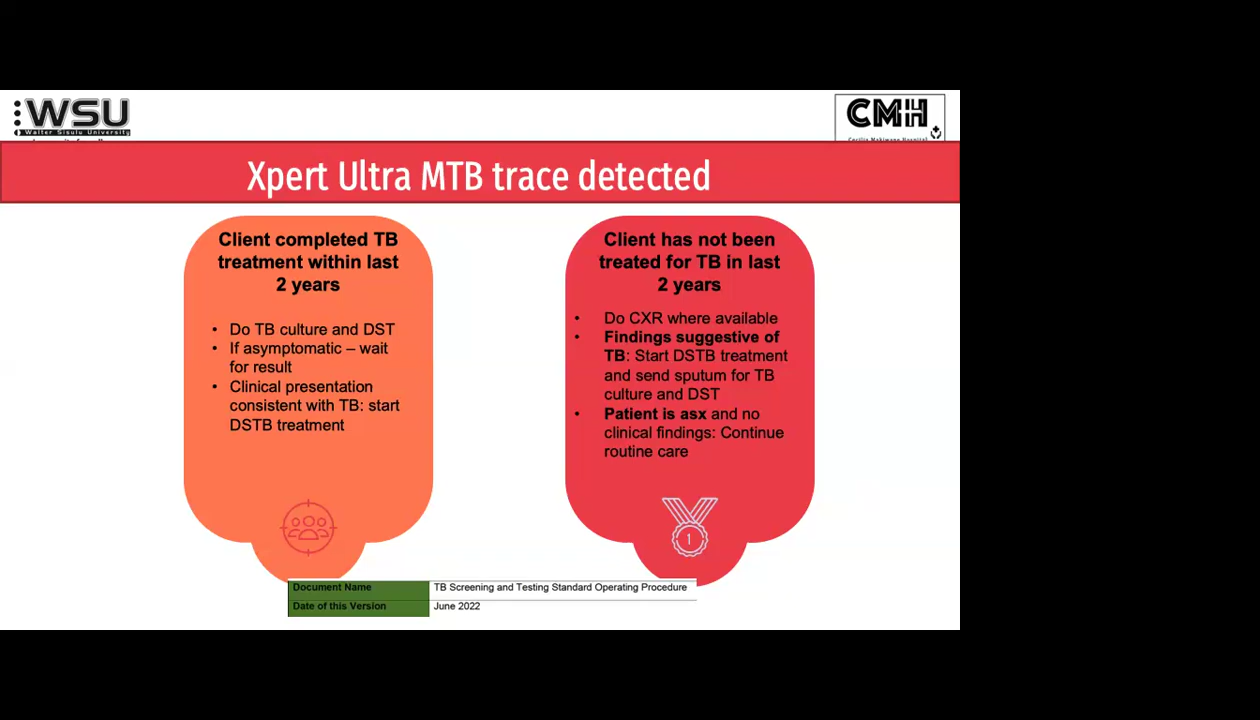 WSU
Walter Sisulu University
CMH
Cecilia Makiwane Hospital
Xpert Ultra MTB trace detected
Client completed TB
treatment within last
2 years
• Do TB culture and DST
• If asymptomatic – wait
for result
• Clinical presentation
consistent with TB: start
DSTB treatment
Client has not been
treated for TB in last
2 years
• Do CXR where available
• Findings suggestive of
TB: Start DSTB treatment
and send sputum for TB
culture and DST
• Patient is asx and no
clinical findings: Continue
routine care
1
Document Name TB Screening and Testing Standard Operating Procedure
Date of this Version June 2022